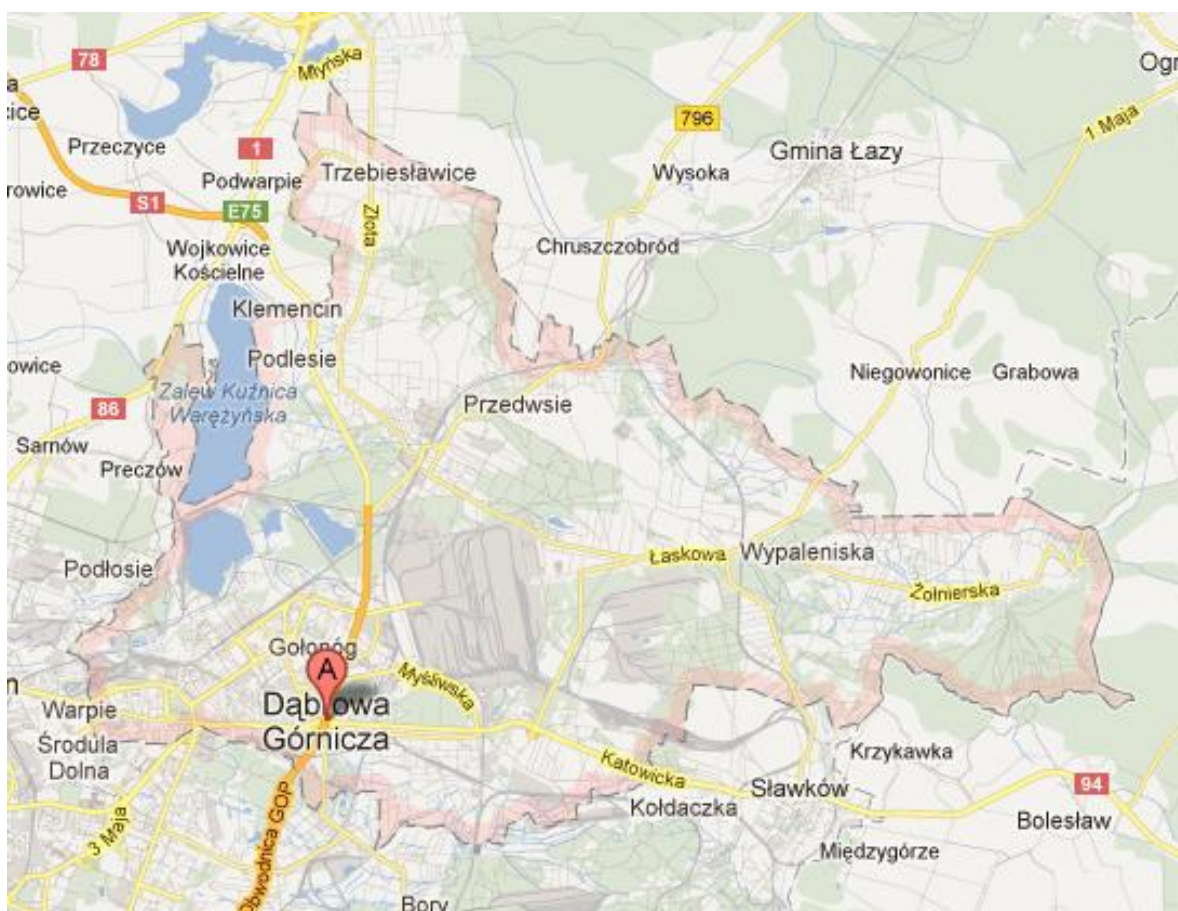 78
Młyńska
Ogr
a
cice
Przeczyce
1
796
1 Maja
Gmina Łazy
Podwarpie
Trzebiesławice
Wysoka
rowice
S1
E75
Złota
Wojkowice
Kościelne
Chruszczobród
Klemencin
owice
Podlesie
Niegowonice
Grabowa
Zalew Kuźnica
Warężyńska
86
Przedwsie
Sarnów
Preczów
Łaskowa
Wypaleniska
Podłosie
Żołnierska
Gołonóg
A
Myśliwska
n
Warpie
Dąbrowa
Górnicza
Środula
Dolna
Krzykawka
Katowicka
Sławków
94
Kołdaczka
Bolesław
3 Maja
Obwodnica GOP
Międzygórze
Bory